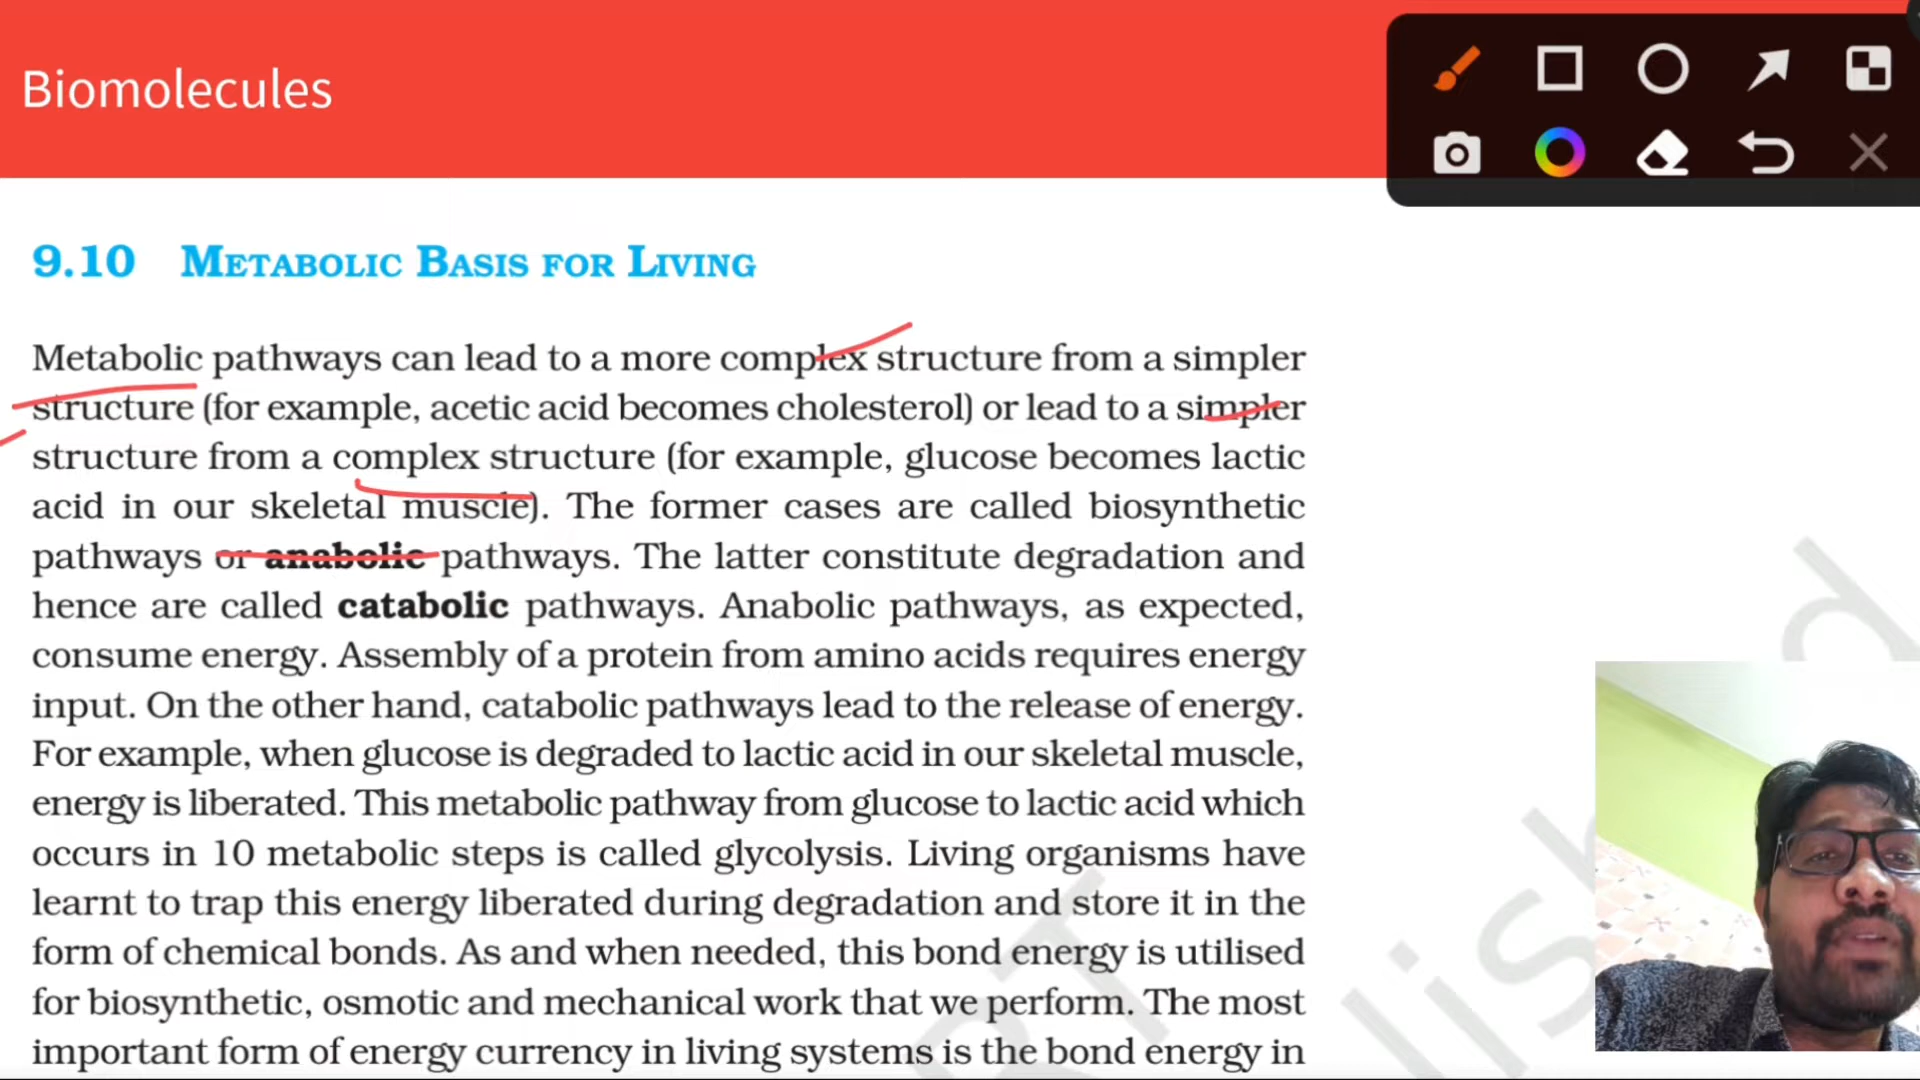 Biomolecules
9.10 METABOLIC BASIS FOR LIVING
Metabolic pathways can lead to a more complex structure from a simpler
structure (for example, acetic acid becomes cholesterol) or lead to a simpler
structure from a complex structure (for example, glucose becomes lactic
acid in our skeletal muscle). The former cases are called biosynthetic
pathways or anabolic pathways. The latter constitute degradation and
hence are called catabolic pathways. Anabolic pathways, as expected,
consume energy. Assembly of a protein from amino acids requires energy
input. On the other hand, catabolic pathways lead to the release of energy.
For example, when glucose is degraded to lactic acid in our skeletal muscle,
energy is liberated. This metabolic pathway from glucose to lactic acid which
occurs in 10 metabolic steps is called glycolysis. Living organisms have
learnt to trap this energy liberated during degradation and store it in the
form of chemical bonds. As and when needed, this bond energy is utilised
for biosynthetic, osmotic and mechanical work that we perform. The most
important form of energy currency in living systems is the bond energy in